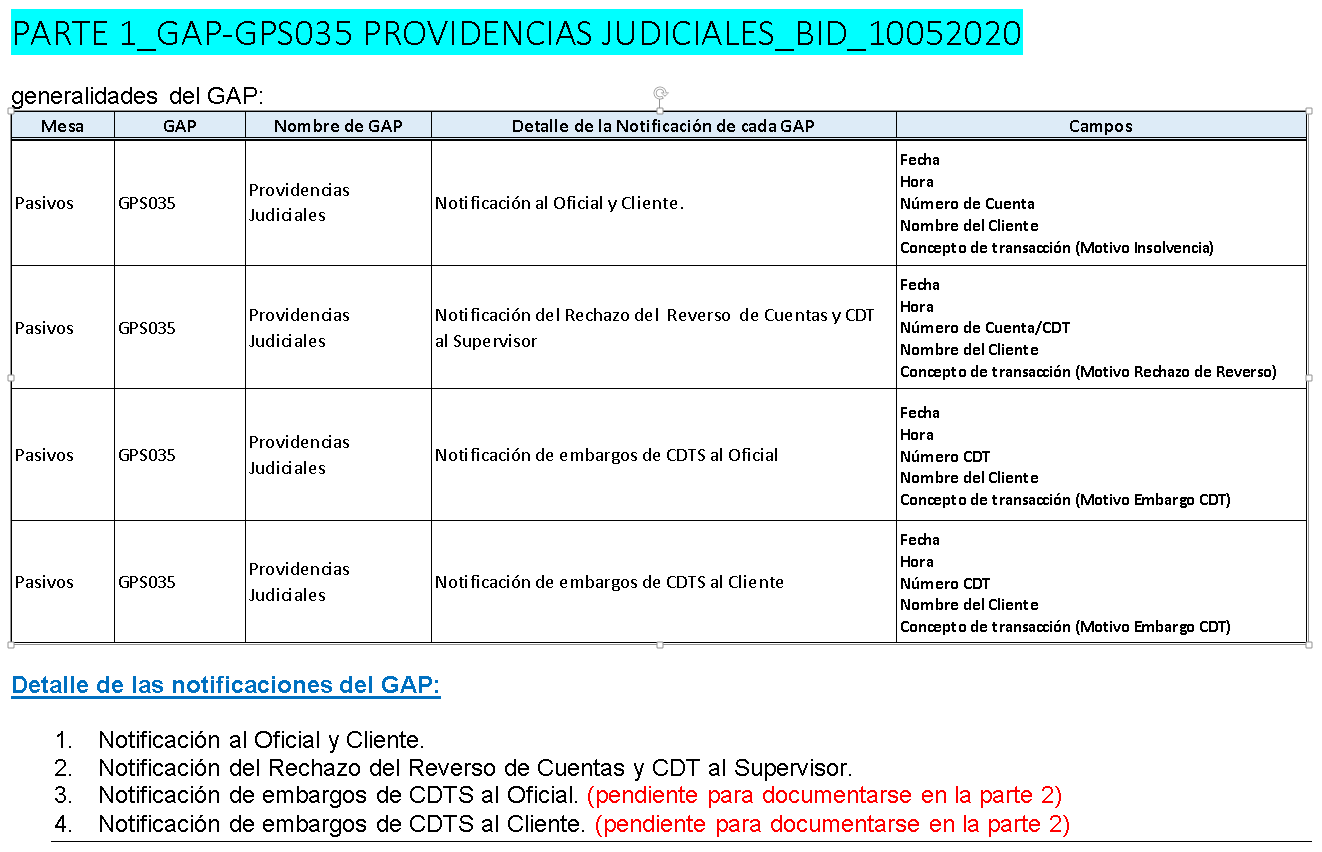 PARTE 1_GAP-GPS035 PROVIDENCIAS JUDICIALES_BID_10052020
generalidades del GAP:
Mesa GAP Nombre de GAP Detalle de la Notificación de cada GAP Campos
Pasivos GPS035 Providencias Judiciales Notificación al Oficial y Cliente.
Fecha
Hora
Número de Cuenta
Nombre del Cliente
Concepto de transacción (Motivo Insolvencia)
Pasivos GPS035 Providencias Judiciales Notificación del Rechazo del Reverso de Cuentas y CDT
al Supervisor
Fecha
Hora
Número de Cuenta/CDT
Nombre del Cliente
Concepto de transacción (Motivo Rechazo de Reverso)
Pasivos GPS035 Providencias Judiciales Notificación de embargos de CDTS al Oficial
Fecha
Hora
Número CDT
Nombre del Cliente
Concepto de transacción (Motivo Embargo CDT)
Pasivos GPS035 Providencias Judiciales Notificación de embargos de CDTS al Cliente
Fecha
Hora
Número CDT
Nombre del Cliente
Concepto de transacción (Motivo Embargo CDT)
Detalle de las notificaciones del GAP:
1. Notificación al Oficial y Cliente.
2. Notificación del Rechazo del Reverso de Cuentas y CDT al Supervisor.
3. Notificación de embargos de CDTS al Oficial. (pendiente para documentarse en la parte 2)
4. Notificación de embargos de CDTS al Cliente. (pendiente para documentarse en la parte 2)